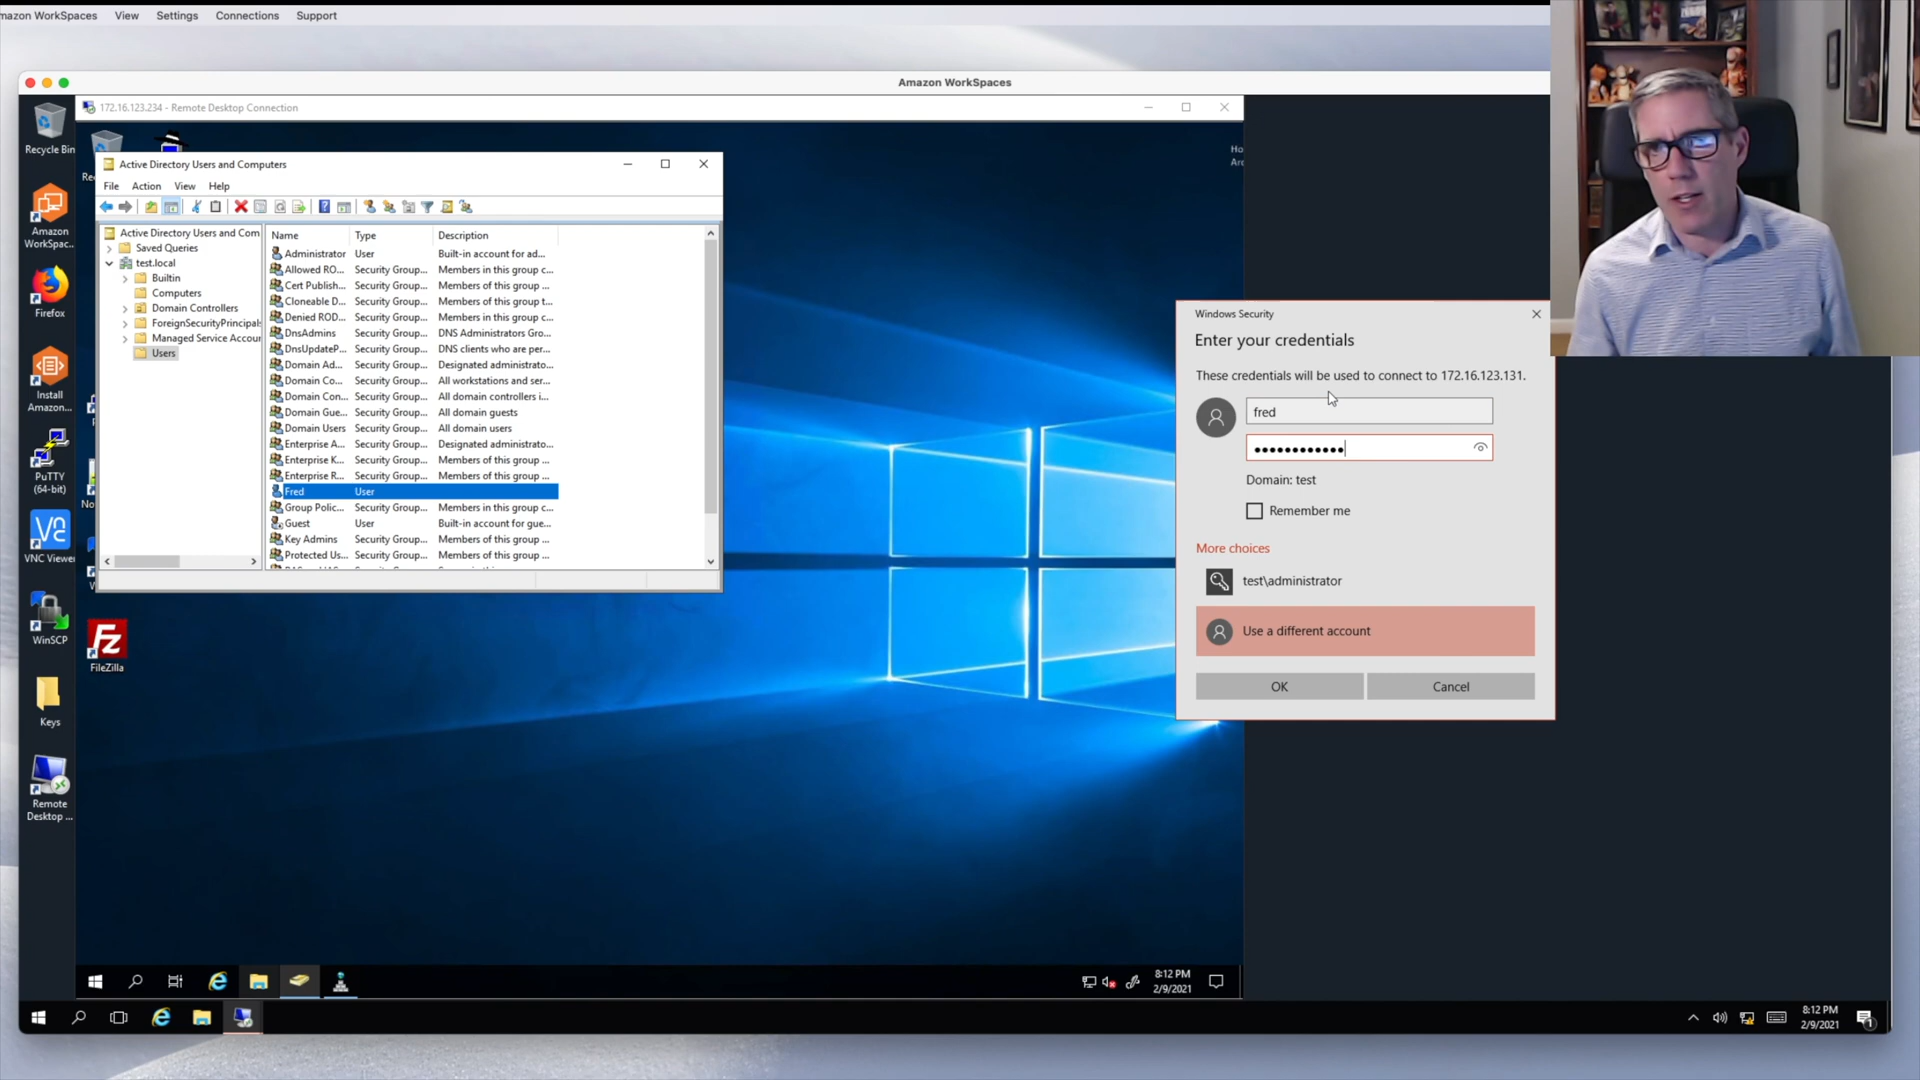 mazon WorkSpaces View Settings Connections Support
Amazon WorkSpaces
172.16.123.234 - Remote Desktop Connection
Recycle Bin
Amazon
WorkSpac...
Firefox
Install
Amazon...
PuTTY
(64-bit)
VNC Viewer
WinSCP
Keys
Remote
Desktop ...
FileZilla
Active Directory Users and Computers
File Action View Help
Active Directory Users and Com
Saved Queries
test.local
Builtin
Computers
Domain Controllers
ForeignSecurityPrincipals
Managed Service Accoun
Users
Name Type Description
Administrator User Built-in account for ad...
Allowed RO... Security Group... Members in this group c...
Cert Publish... Security Group... Members of this group ...
Cloneable D... Security Group... Members of this group t...
Denied ROD... Security Group... Members in this group c...
DnsAdmins Security Group... DNS Administrators Gro...
DnsUpdateP... Security Group... DNS clients who are per...
Domain Ad... Security Group... Designated administrato...
Domain Co... Security Group... All workstations and ser...
Domain Con... Security Group... All domain controllers i...
Domain Gue... Security Group... All domain guests
Domain Users Security Group... All domain users
Enterprise A... Security Group... Designated administrato...
Enterprise K... Security Group... Members of this group ...
Enterprise R... Security Group... Members of this group ...
Fred User
Group Polic... Security Group... Members in this group c...
Guest User Built-in account for gue...
Key Admins Security Group... Members of this group ...
Protected Us... Security Group... Members of this group ...
Windows Security
Enter your credentials
These credentials will be used to connect to 172.16.123.131.
fred
Domain: test
Remember me
More choices
test\administrator
Use a different account
OK Cancel
8:12 PM
2/9/2021
8:12 PM
2/9/2021